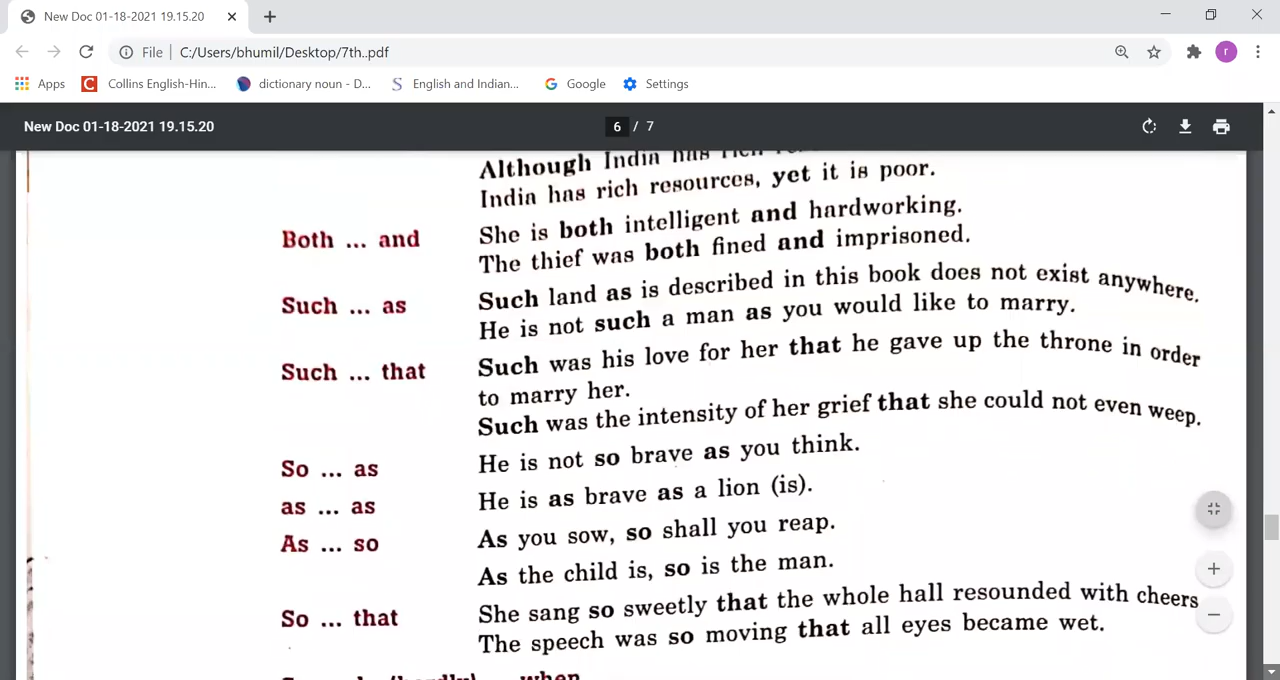 New Doc 01-18-2021 19.15.20
File C:/Users/bhumil/Desktop/7th..pdf
r
Apps Collins English-Hin... dictionary noun - D... English and Indian... Google Settings
New Doc 01-18-2021 19.15.20 6 / 7
Although India has rich
India has rich resources, yet it is poor.
Both ... and She is both intelligent and hardworking.
The thief was both fined and imprisoned.
Such ... as Such land as is described in this book does not exist anywhere.
He is not such a man as you would like to marry.
Such ... that Such was his love for her that he gave up the throne in order
to marry her.
Such was the intensity of her grief that she could not even weep.
So ... as He is not so brave as you think.
as ... as He is as brave as a lion (is).
As ... so As you sow, so shall you reap.
As the child is, so is the man.
So ... that She sang so sweetly that the whole hall resounded with cheers
The speech was so moving that all eyes became wet.
(hardly) ... when